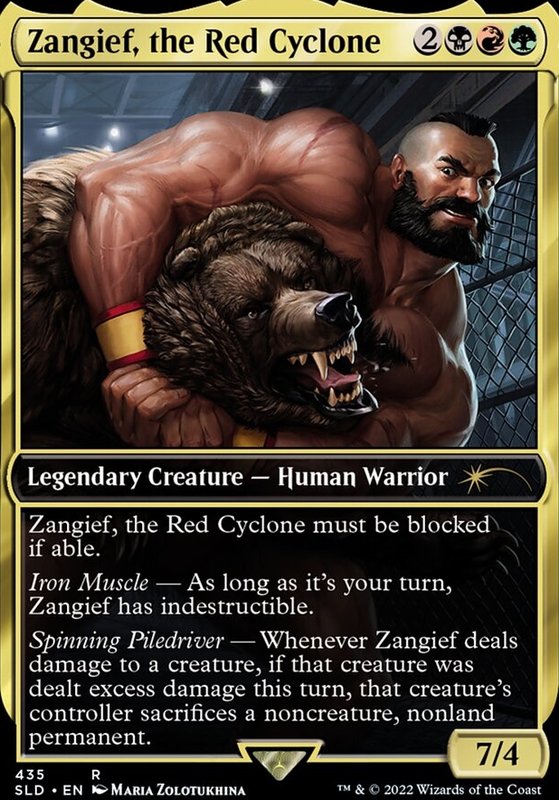 Zangief, the Red Cyclone 2
Legendary Creature — Human Warrior
Zangief, the Red Cyclone must be blocked
if able.
Iron Muscle — As long as it's your turn,
Zangief has indestructible.
Spinning Piledriver — Whenever Zangief deals
damage to a creature, if that creature was
dealt excess damage this turn, that creature's
controller sacrifices a noncreature, nonland
permanent.
7/4
435 R
SLD • EN Maria Zolotukhina
™ & © 2022 Wizards of the Coast